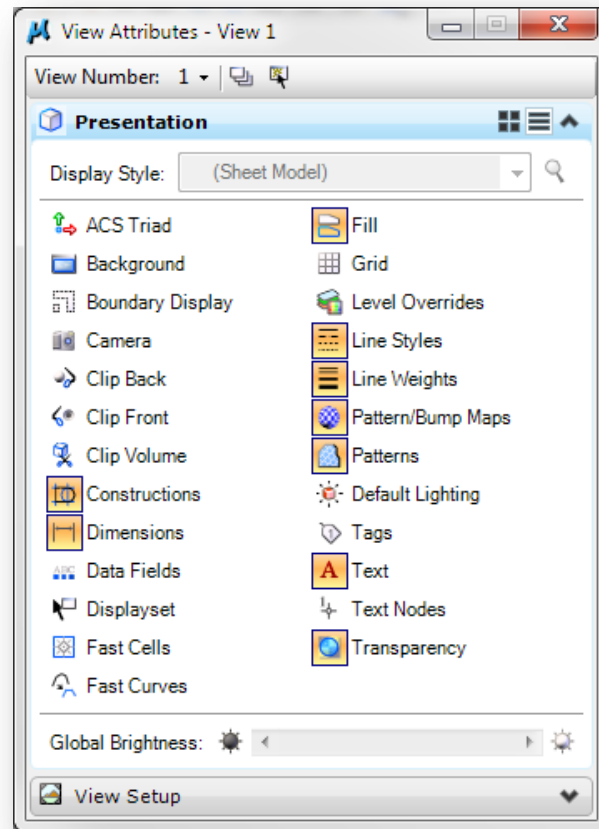 View Attributes - View 1
View Number: 1
Presentation
Display Style: (Sheet Model)
ACS Triad
Background
Boundary Display
Camera
Clip Back
Clip Front
Clip Volume
Constructions
Dimensions
ABC Data Fields
Displayset
Fast Cells
Fast Curves
Fill
Grid
Level Overrides
Line Styles
Line Weights
Pattern/Bump Maps
Patterns
Default Lighting
1 Tags
A Text
Text Nodes
Transparency
Global Brightness:
View Setup